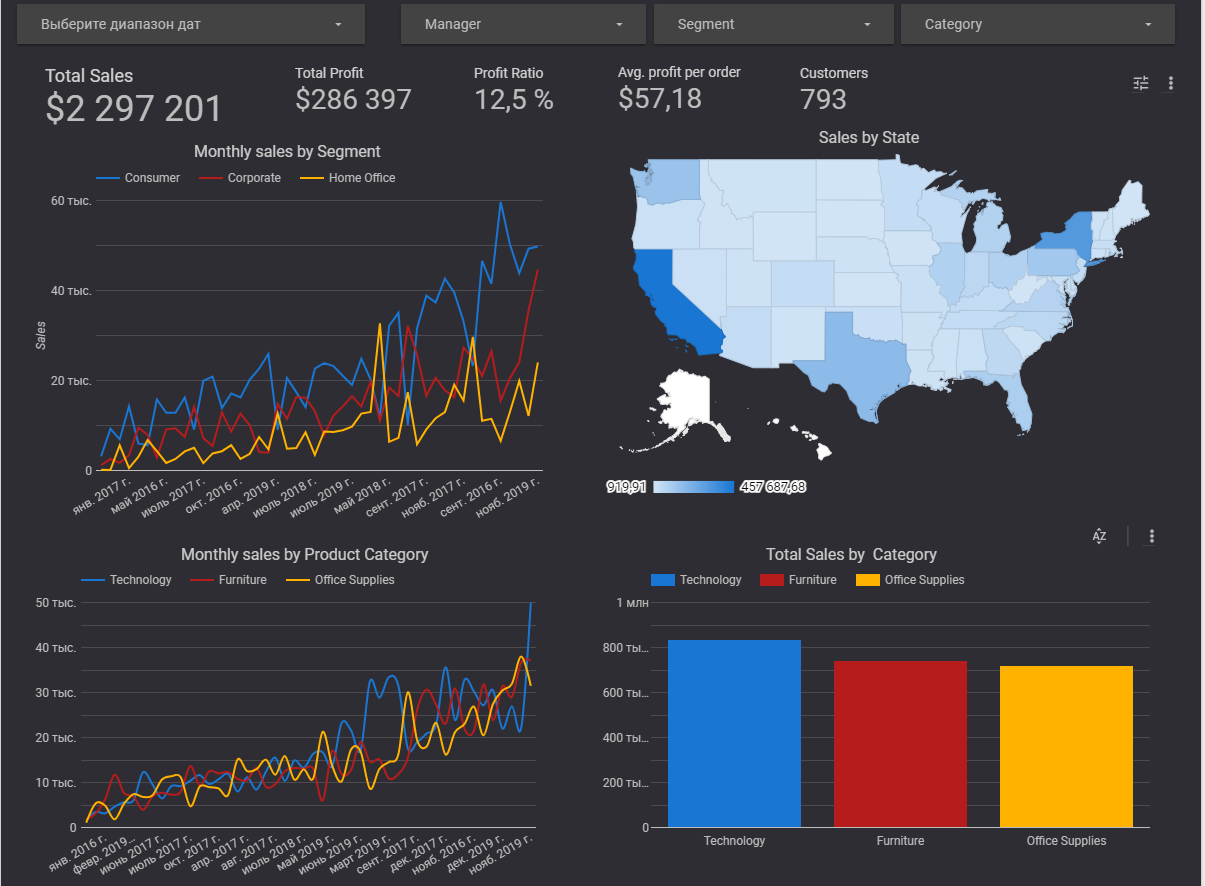 Выберите диапазон дат
Manager
Segment
Category
Total Sales
$2 297 201
Total Profit
$286 397
Profit Ratio
12,5 %
Avg. profit per order
$57,18
Customers
793
Monthly sales by Segment
Consumer Corporate Home Office
60 тыс.
40 тыс.
20 тыс.
0
Sales
янв. 2017 г.
май 2016 г.
июль 2017 г.
окт. 2016 г.
апр. 2019 г.
июль 2018 г.
июль 2019 г.
май 2018 г.
сент. 2017 г.
нояб. 2017 г.
сент. 2016 г.
нояб. 2019 г.
Sales by State
919,91 457 687,68
Monthly sales by Product Category
Technology Furniture Office Supplies
50 тыс.
40 тыс.
30 тыс.
20 тыс.
10 тыс.
0
янв. 2016 г.
февр. 2019…
июнь 2017 г.
июль 2017 г.
окт. 2017 г.
апр. 2017 г.
авг. 2017 г.
июль 2018 г.
май 2019 г.
июнь 2019 г.
март 2019 г.
сент. 2017 г.
дек. 2017 г.
нояб. 2016 г.
дек. 2019 г.
нояб. 2019 г.
AZ
Total Sales by Category
Technology Furniture Office Supplies
1 млн
800 ты…
600 ты…
400 ты…
200 ты…
0
Technology
Furniture
Office Supplies